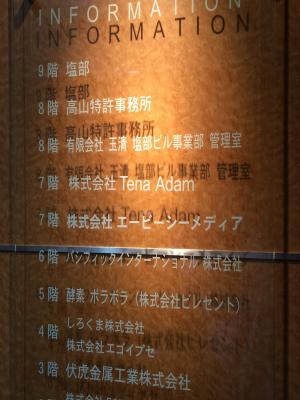 INFORMATION
9階 塩部
8階 高山特許事務所
8階 有限会社 玉清 塩部ビル事業部 管理室
7階 株式会社 Tena Adam
7階 株式会社 エービーシーメディア
6階 パシフィックインターナショナル 株式会社
5階 酵素 ボラボラ（株式会社ビレセント）
4階 しろくま株式会社
株式会社 エゴイプセ
3階 伏虎金属工業株式会社